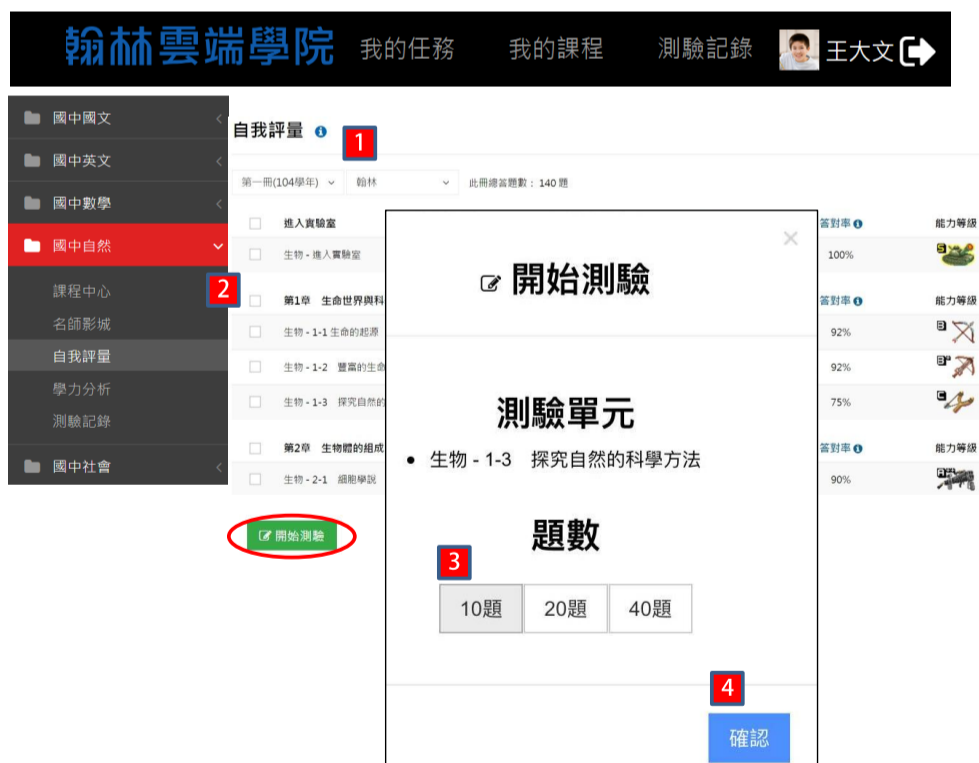 翰林雲端學院 我的任務 我的課程 測驗記錄 王大文
國中國文
國中英文
國中數學
國中自然
課程中心
名師影城
自我評量
學力分析
測驗記錄
國中社會
自我評量 1
第一冊(104學年) 翰林 此冊總答題數： 140 題
2
進入實驗室 答對率 能力等級
生物 - 進入實驗室 100% S
第1章 生命世界與科 答對率 能力等級
生物 - 1-1 生命的起源 92% B
生物 - 1-2 豐富的生命 92% B+
生物 - 1-3 探究自然的 75% C
第2章 生物體的組成 答對率 能力等級
生物 - 2-1 細胞學說 90%
開始測驗
開始測驗
×
測驗單元
• 生物 - 1-3 探究自然的科學方法
題數
3
10題 20題 40題
4
確認